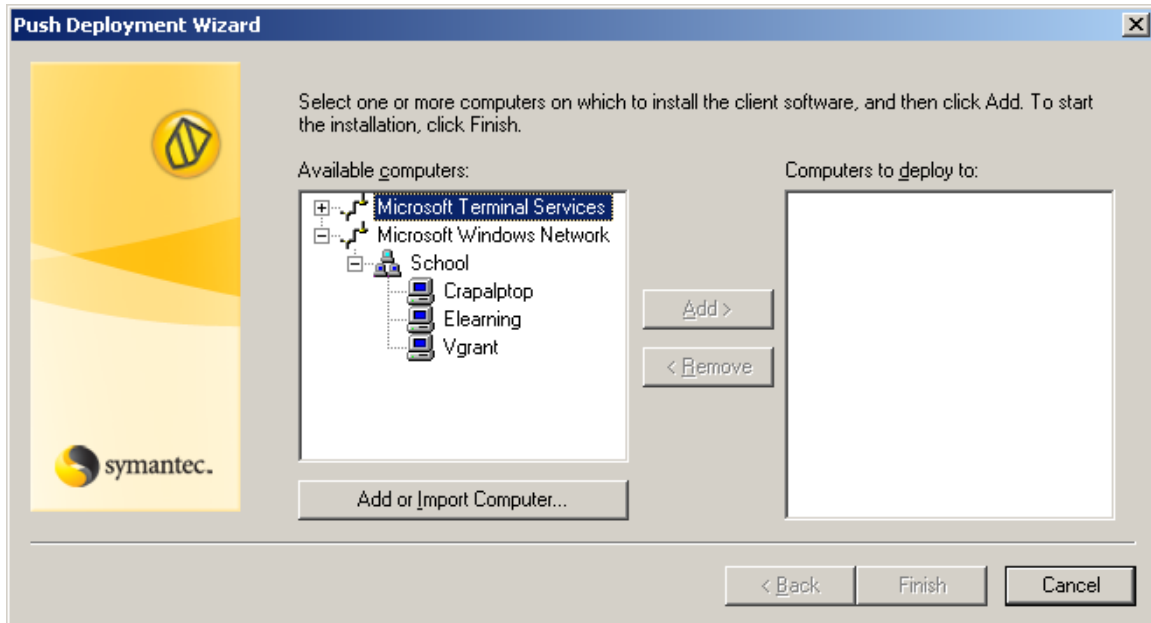 Push Deployment Wizard
Select one or more computers on which to install the client software, and then click Add. To start
the installation, click Finish.
Available computers:
Computers to deploy to:
Microsoft Terminal Services
Microsoft Windows Network
School
Crapalptop
Elearning
Vgrant
Add >
< Remove
symantec.
Add or Import Computer...
< Back
Finish
Cancel